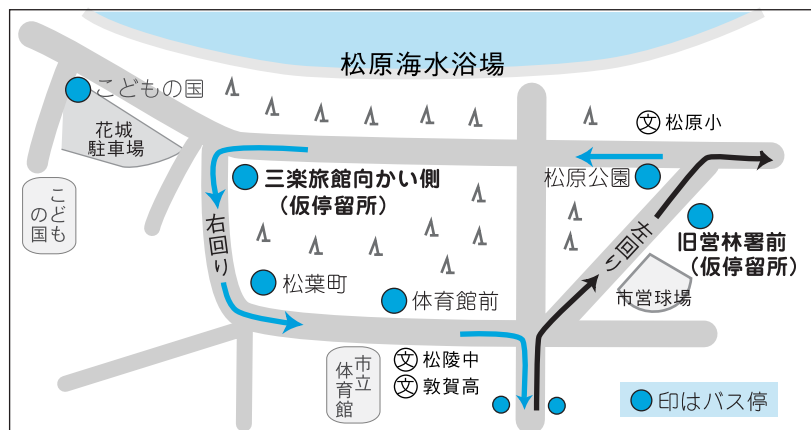 松原海水浴場
こどもの国
花城
駐車場
こども
の国
三楽旅館向かい側
(仮停留所)
右回り
松葉町
体育館前
市立
体育館
文 松陵中
文 敦賀高
文 松原小
松原公園
左回り
旧営林署前
(仮停留所)
市営球場
印はバス停